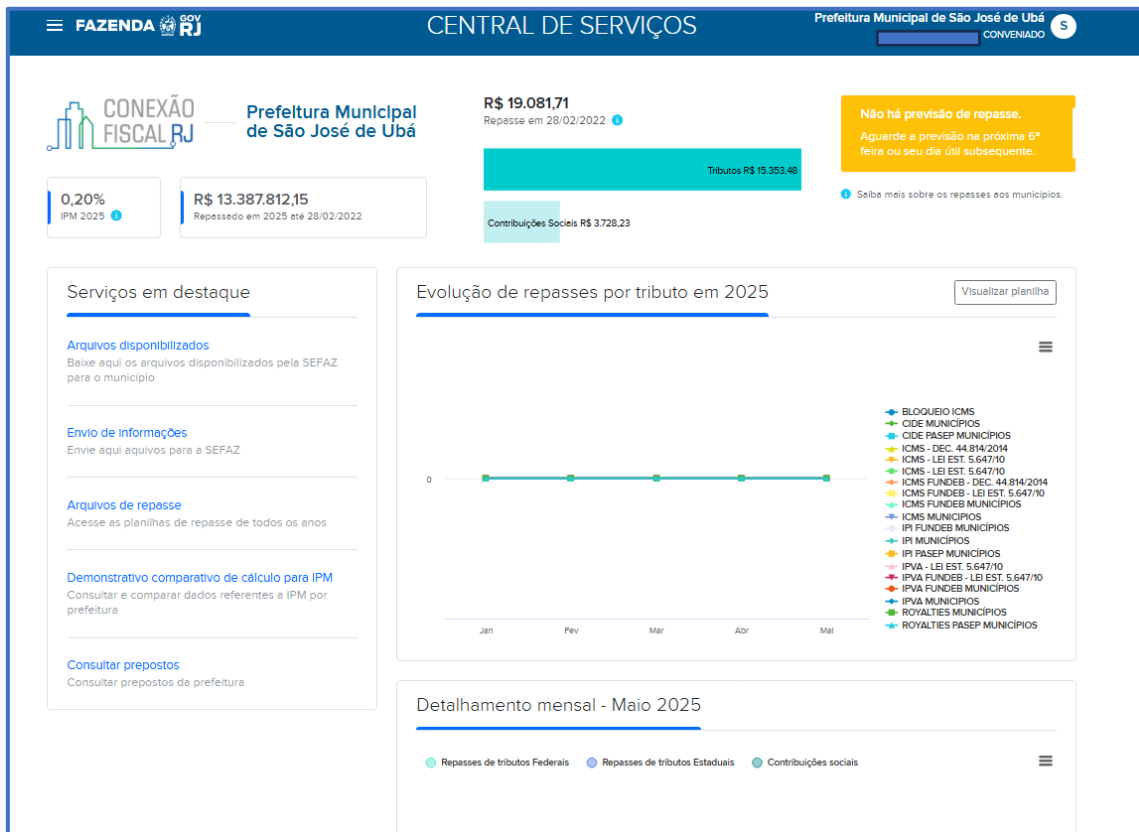 FAZENDA GOV RJ
CENTRAL DE SERVIÇOS
Prefeitura Municipal de São José de Ubá
CONVENIADO
S
CONEXÃO
FISCAL RJ
Prefeitura Municipal
de São José de Ubá
R$ 19.081,71
Repasse em 28/02/2022
Tributos R$ 15.353,48
Contribuições Sociais R$ 3.728,23
Não há previsão de repasse.
Aguarde a previsão na próxima 6ª
feira ou seu dia útil subsequente.
Saiba mais sobre os repasses aos municípios.
0,20%
IPM 2025
R$ 13.387.812,15
Repassado em 2025 até 28/02/2022
Serviços em destaque
Arquivos disponibilizados
Baixe aqui os arquivos disponibilizados pela SEFAZ
para o município
Envio de informações
Envie aqui aquivos para a SEFAZ
Arquivos de repasse
Acesse as planilhas de repasse de todos os anos
Demonstrativo comparativo de cálculo para IPM
Consultar e comparar dados referentes a IPM por
prefeitura
Consultar prepostos
Consultar prepostos da prefeitura
Evolução de repasses por tributo em 2025
Visualizar planilha
0
Jan Fev Mar Abr Mai
BLOQUEIO ICMS
CIDE MUNICÍPIOS
CIDE PASEP MUNICÍPIOS
ICMS - DEC. 44.814/2014
ICMS - LEI EST. 5.647/10
ICMS - LEI EST. 5.647/10
ICMS FUNDEB - DEC. 44.814/2014
ICMS FUNDEB - LEI EST. 5.647/10
ICMS FUNDEB MUNICÍPIOS
ICMS MUNICIPIOS
IPI FUNDEB MUNICÍPIOS
IPI MUNICÍPIOS
IPI PASEP MUNICÍPIOS
IPVA - LEI EST. 5.647/10
IPVA FUNDEB - LEI EST. 5.647/10
IPVA FUNDEB MUNICÍPIOS
IPVA MUNICIPIOS
ROYALTIES MUNICÍPIOS
ROYALTIES PASEP MUNICÍPIOS
Detalhamento mensal - Maio 2025
Repasses de tributos Federais Repasses de tributos Estaduais Contribuições sociais